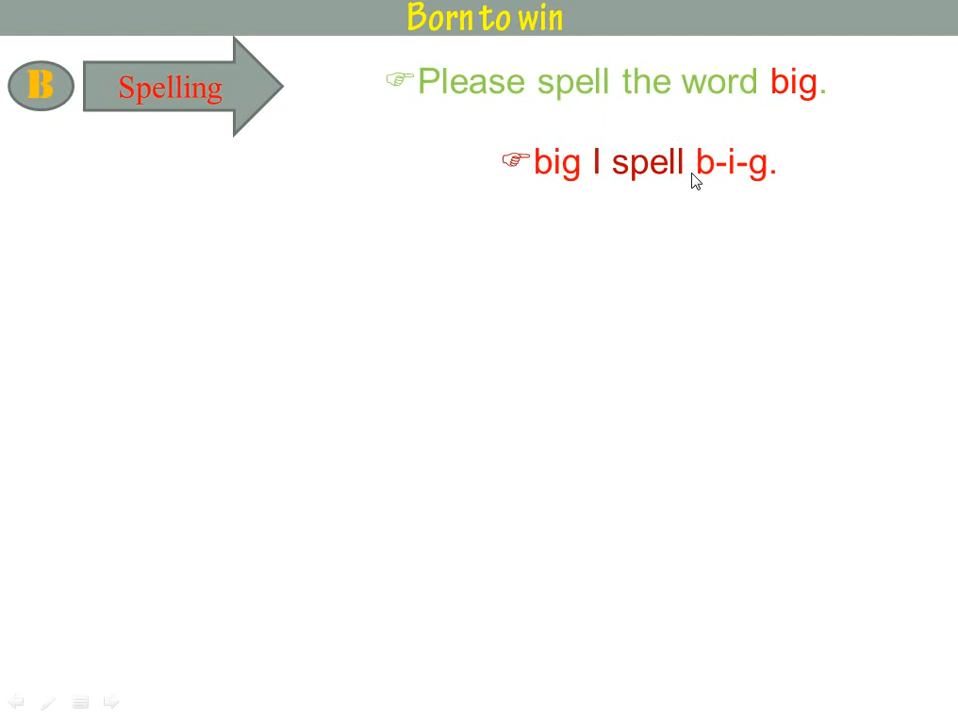 Born to win
B
Spelling
☞Please spell the word big.
☞big I spell b-i-g.